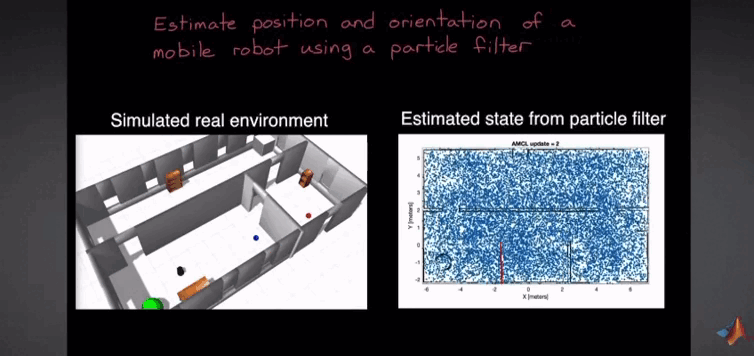 Estimate position and orientation of a
mobile robot using a particle filter
Simulated real environment
Estimated state from particle filter
AMCL update = 2
Y [meters]
5
4
3
2
1
0
-1
-2
-6
-4
-2
0
2
4
6
X [meters]